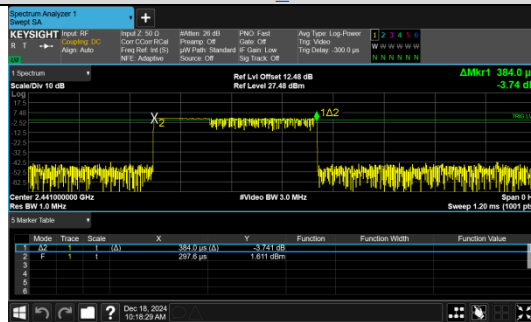 Spectrum Analyzer 1
Swept SA
+
KEYSIGHT Input: RF Input Z: 50 Ω #Atten: 26 dB PNO: Fast Avg Type: Log-Power 1 2 3 4 5 6
R T Coupling: DC Corr CCorr RCal Preamp: Off Gate: Off Trig: Video W W W W W W
Align: Auto Freq Ref: Int (S) µW Path: Standard IF Gain: Low Trig Delay: -300.0 µs N N N N N N
NFE: Adaptive Source: Off Sig Track: Off
1 Spectrum Ref Lvl Offset 12.48 dB ΔMkr1 384.0 µ
Scale/Div 10 dB Ref Level 27.48 dBm -3.74 d
Log
17.5
7.48
-2.52 X2 1Δ2
-12.5
-22.5
-32.5
-42.5
-52.5
-62.5
Center 2.441000000 GHz #Video BW 3.0 MHz Span 0 H
Res BW 1.0 MHz Sweep 1.20 ms (1001 pts
5 Marker Table
Mode Trace Scale X Y Function Function Width Function Value
1 Δ2 1 t (Δ) 384.0 µs (Δ) -3.741 dB
2 F 1 t 297.6 µs 1.611 dBm
3
4
5
6
? Dec 18, 2024
10:18:29 AM